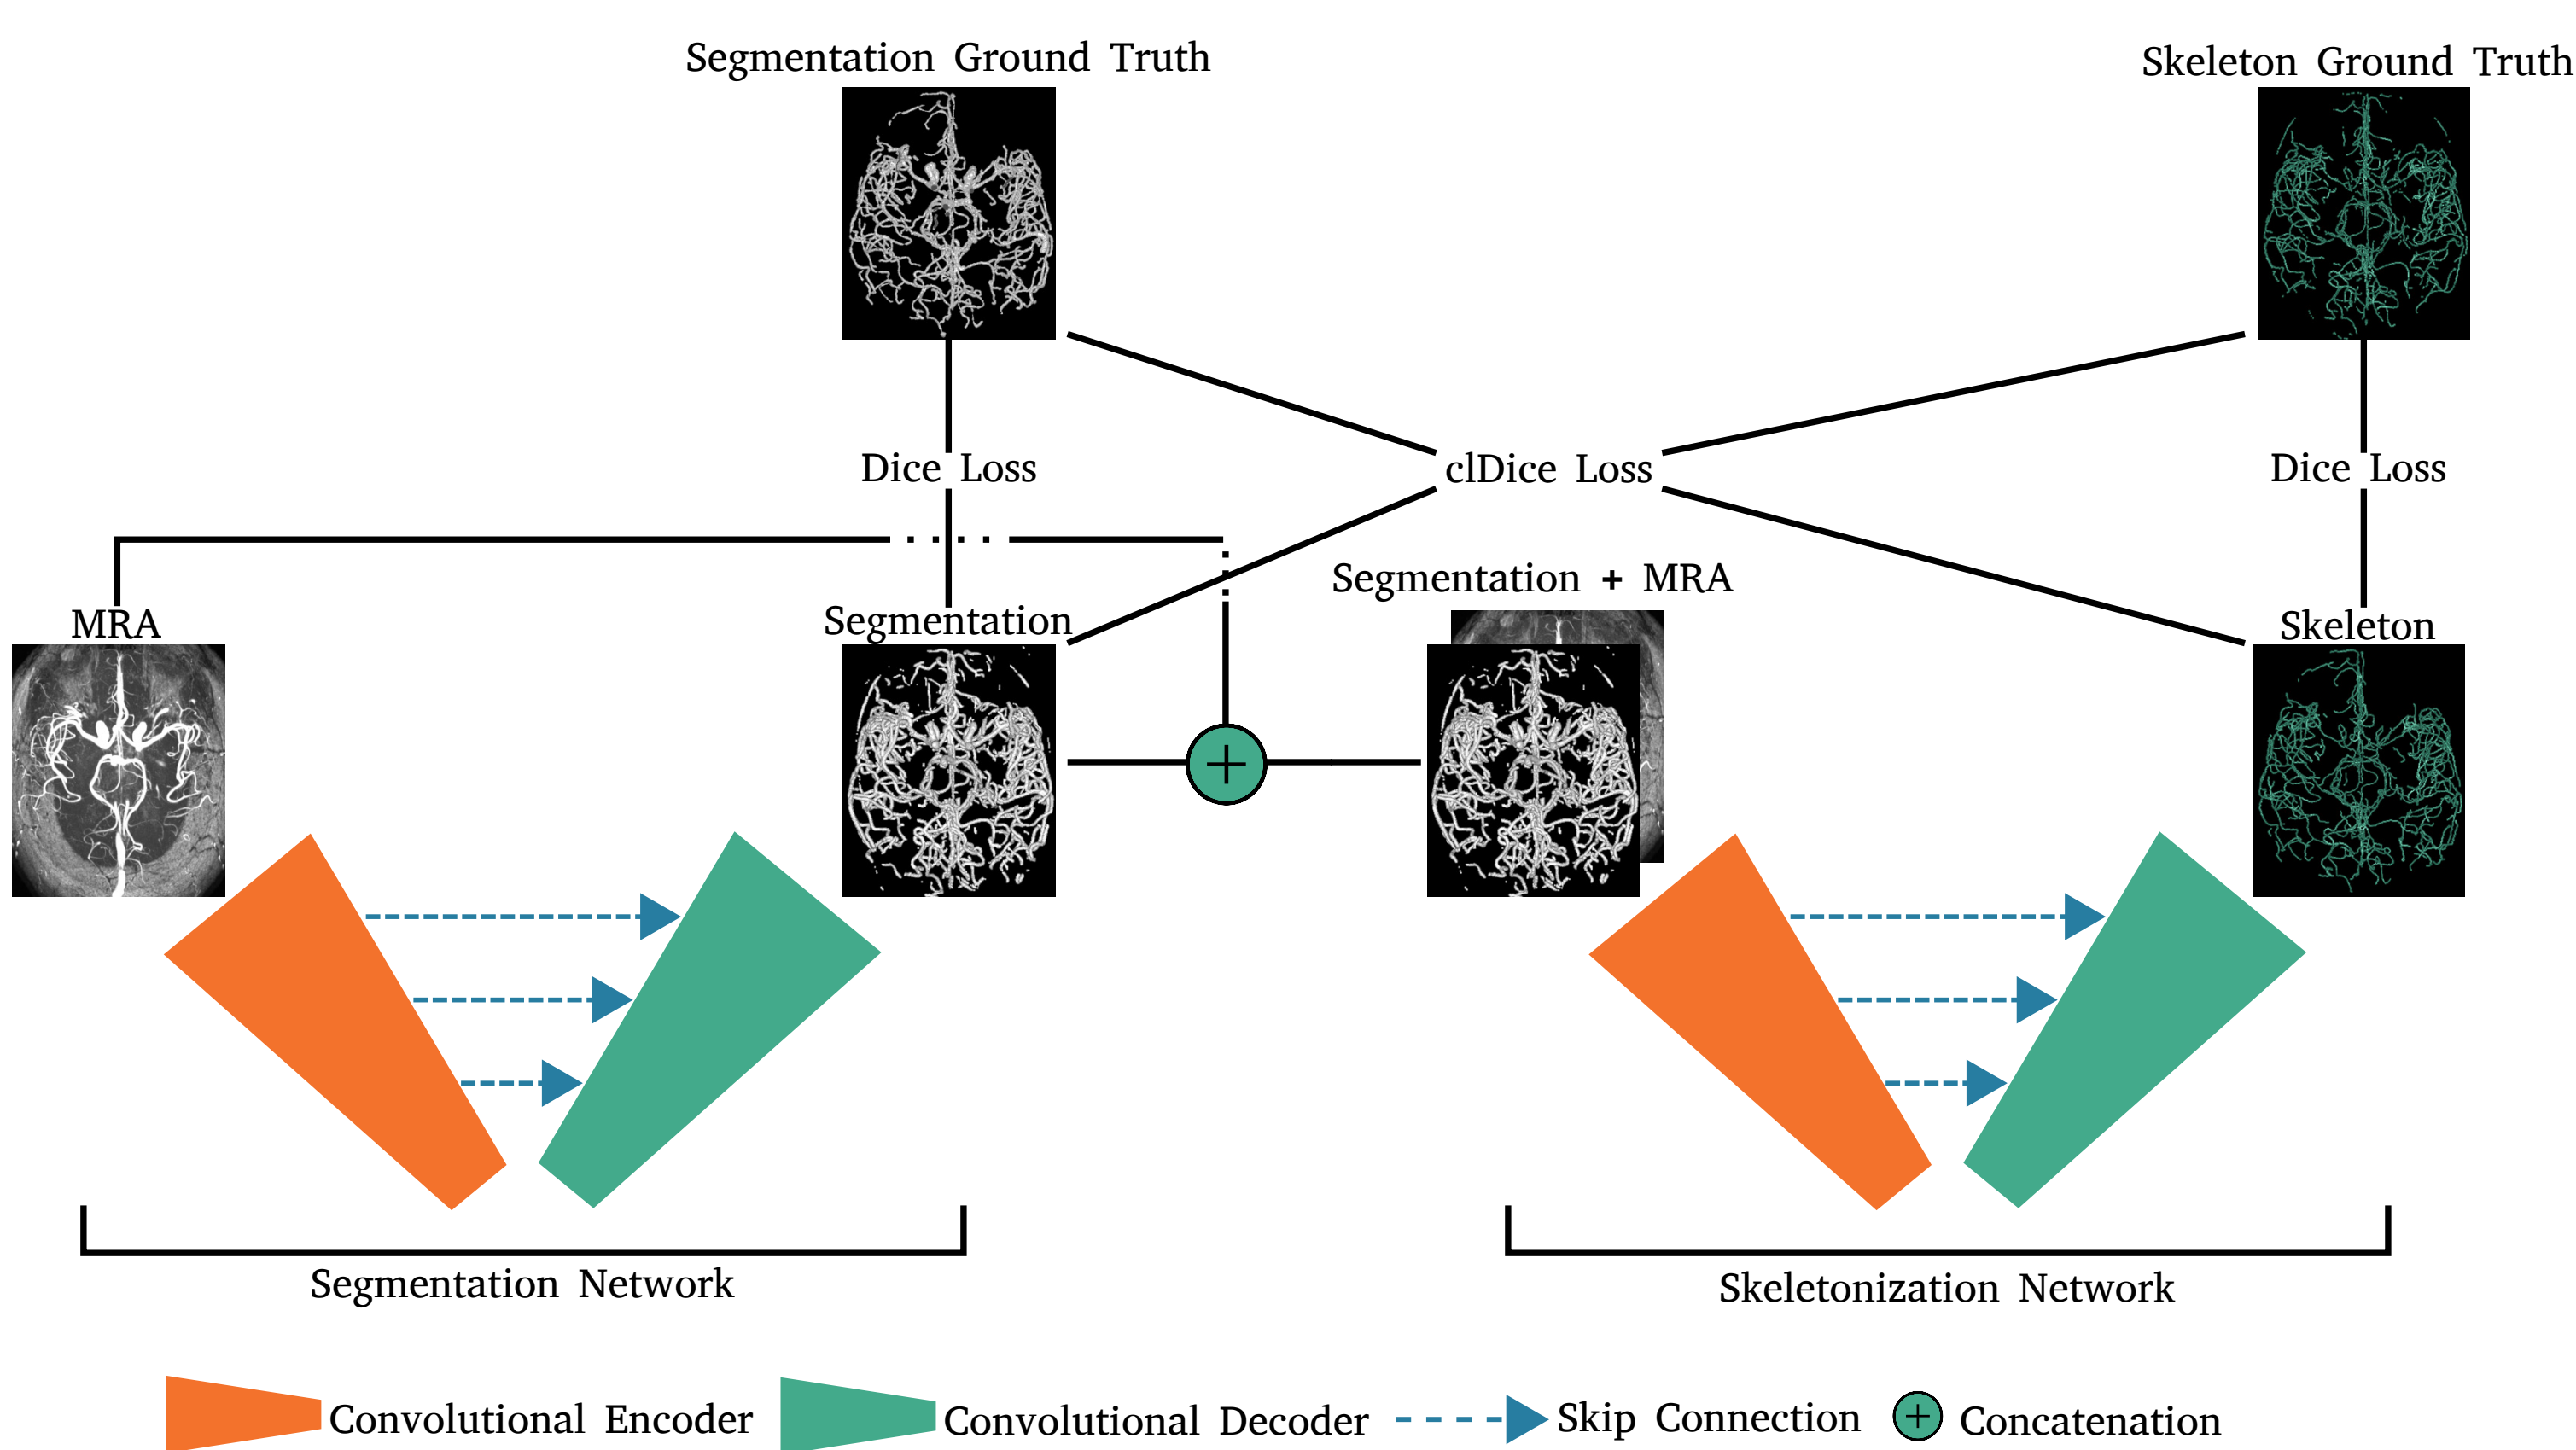 Segmentation Ground Truth
Skeleton Ground Truth
Dice Loss
clDice Loss
Dice Loss
MRA
Segmentation
Segmentation + MRA
Skeleton
Segmentation Network
Skeletonization Network
Convolutional Encoder
Convolutional Decoder
Skip Connection
Concatenation